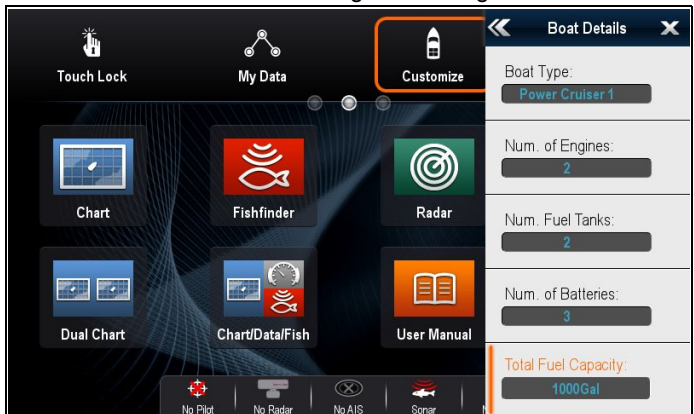 Touch Lock
My Data
Customize
Boat Details
Boat Type:
Power Cruiser 1
Num. of Engines:
2
Num. Fuel Tanks:
2
Num. of Batteries:
3
Total Fuel Capacity:
1000Gal
Chart
Fishfinder
Radar
Dual Chart
Chart/Data/Fish
User Manual
No Pilot
No Radar
No AIS
Sonar